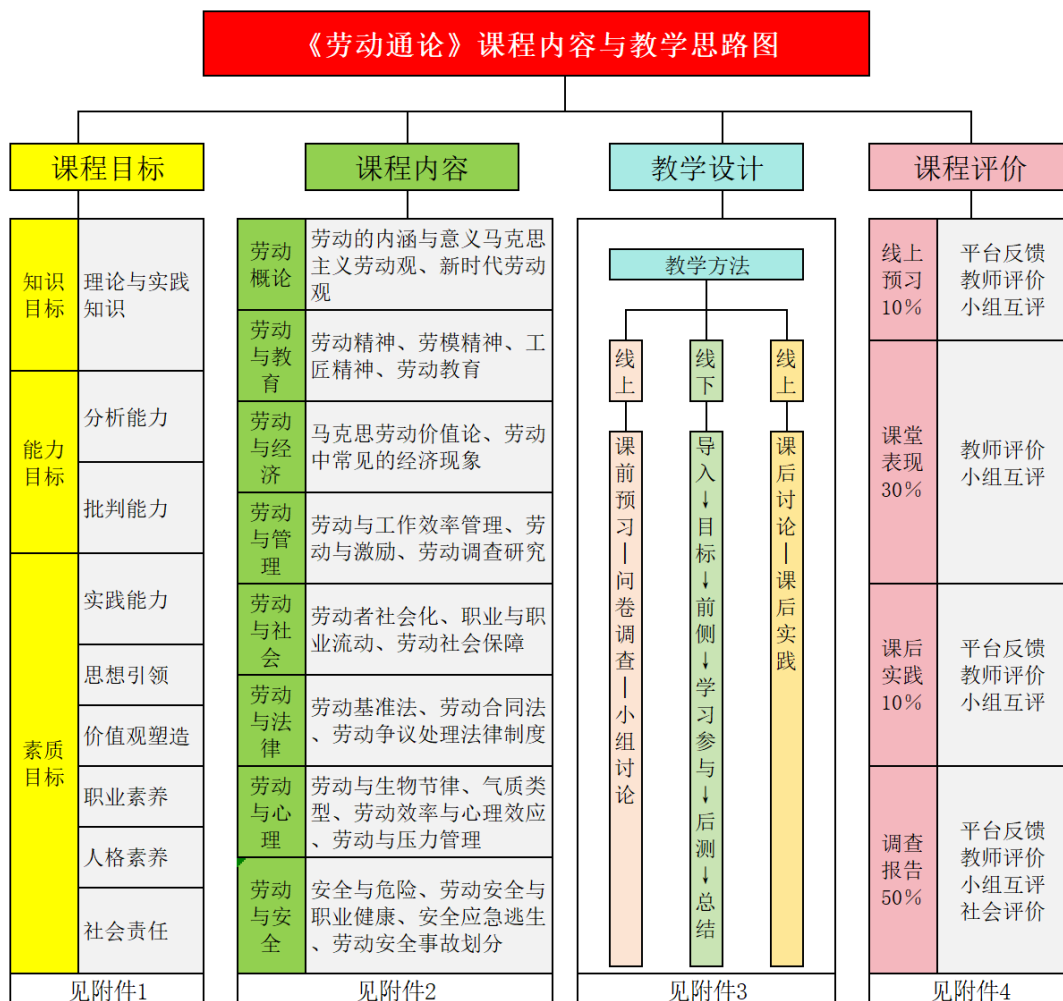 《劳动通论》课程内容与教学思路图
课程目标
知识
目标
理论与实践
知识
能力
目标
分析能力
批判能力
素质
目标
实践能力
思想引领
价值观塑造
职业素养
人格素养
社会责任
见附件1
课程内容
劳动
概论
劳动的内涵与意义马克思
主义劳动观、新时代劳动
观
劳动
与教
育
劳动精神、劳模精神、工
匠精神、劳动教育
劳动
与经
济
马克思劳动价值论、劳动
中常见的经济现象
劳动
与管
理
劳动与工作效率管理、劳
动与激励、劳动调查研究
劳动
与社
会
劳动者社会化、职业与职
业流动、劳动社会保障
劳动
与法
律
劳动基准法、劳动合同法
、劳动争议处理法律制度
劳动
与心
理
劳动与生物节律、气质类
型、劳动效率与心理效应
、劳动与压力管理
劳动
与安
全
安全与危险、劳动安全与
职业健康、安全应急逃生
、劳动安全事故划分
见附件2
教学设计
教学方法
线上
课前预习—问卷调查—小组讨论
线下
导入→目标→前侧→学习参与→后测→总结
线上
课后讨论—课后实践
见附件3
课程评价
线上
预习
10%
平台反馈
教师评价
小组互评
课堂
表现
30%
教师评价
小组互评
课后
实践
10%
平台反馈
教师评价
小组互评
调查
报告
50%
平台反馈
教师评价
小组互评
社会评价
见附件4